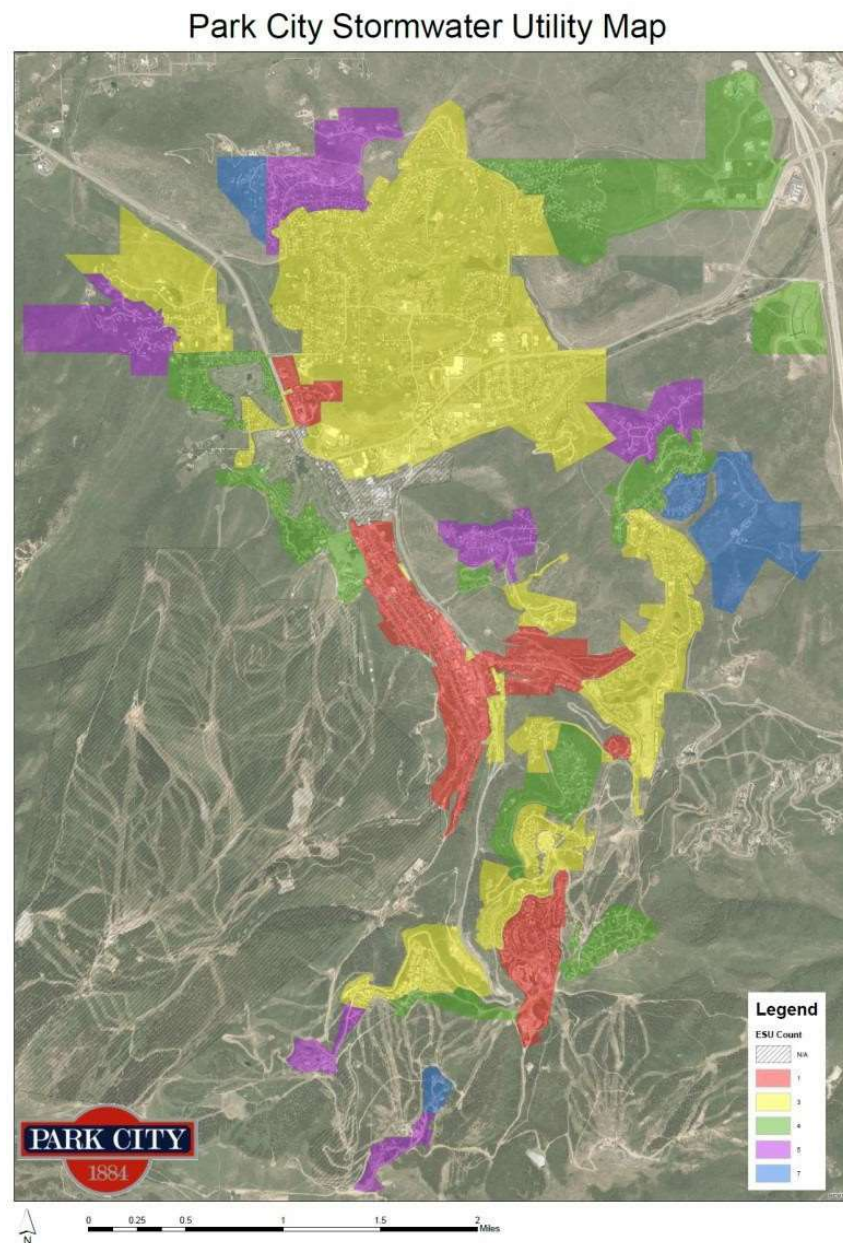 Park City Stormwater Utility Map
Legend
ESU Count
N/A
1
3
4
5
7
PARK CITY
1884
N
0 0.25 0.5 1 1.5 2
Miles